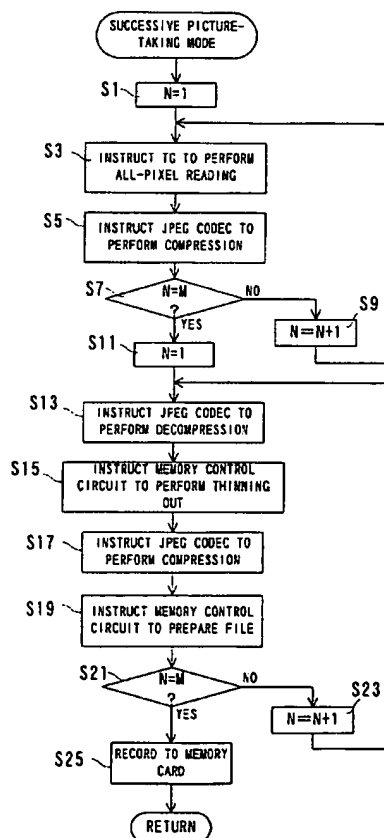 SUCCESSIVE PICTURE-
TAKING MODE
S1
N=1
S3
INSTRUCT TG TO PERFORM
ALL-PIXEL READING
S5
INSTRUCT JPEG CODEC TO
PERFORM COMPRESSION
S7
N=M
?
NO
YES
S9
N=N+1
S11
N=1
S13
INSTRUCT JPEG CODEC TO
PERFORM DECOMPRESSION
S15
INSTRUCT MEMORY CONTROL
CIRCUIT TO PERFORM THINNING
OUT
S17
INSTRUCT JPEG CODEC TO
PERFORM COMPRESSION
S19
INSTRUCT MEMORY CONTROL
CIRCUIT TO PREPARE FILE
S21
N=M
?
NO
YES
S23
N=N+1
S25
RECORD TO MEMORY
CARD
RETURN